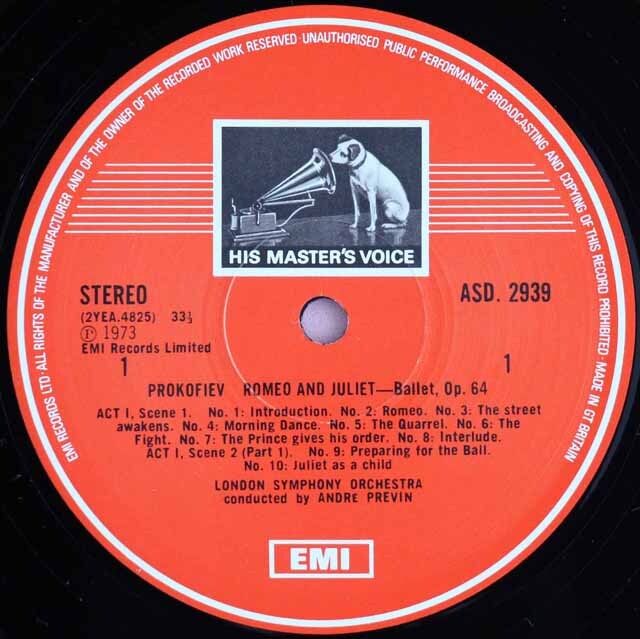 EMI RECORDS LTD · ALL RIGHTS OF THE MANUFACTURER AND OF THE OWNER OF THE RECORDED WORK RESERVED · UNAUTHORISED PUBLIC PERFORMANCE BROADCASTING AND COPYING OF THIS RECORD PROHIBITED · MADE IN GT BRITAIN
HIS MASTER'S VOICE
STEREO
ASD. 2939
(2YEA.4825) 33⅓
Ⓟ 1973
EMI Records Limited
1
1
PROKOFIEV ROMEO AND JULIET—Ballet, Op. 64
ACT I, Scene 1. No. 1: Introduction. No. 2: Romeo. No. 3: The street
awakens. No. 4: Morning Dance. No. 5: The Quarrel. No. 6: The
Fight. No. 7: The Prince gives his order. No. 8: Interlude.
ACT I, Scene 2 (Part 1). No. 9: Preparing for the Ball.
No. 10: Juliet as a child
LONDON SYMPHONY ORCHESTRA
conducted by ANDRE PREVIN
EMI